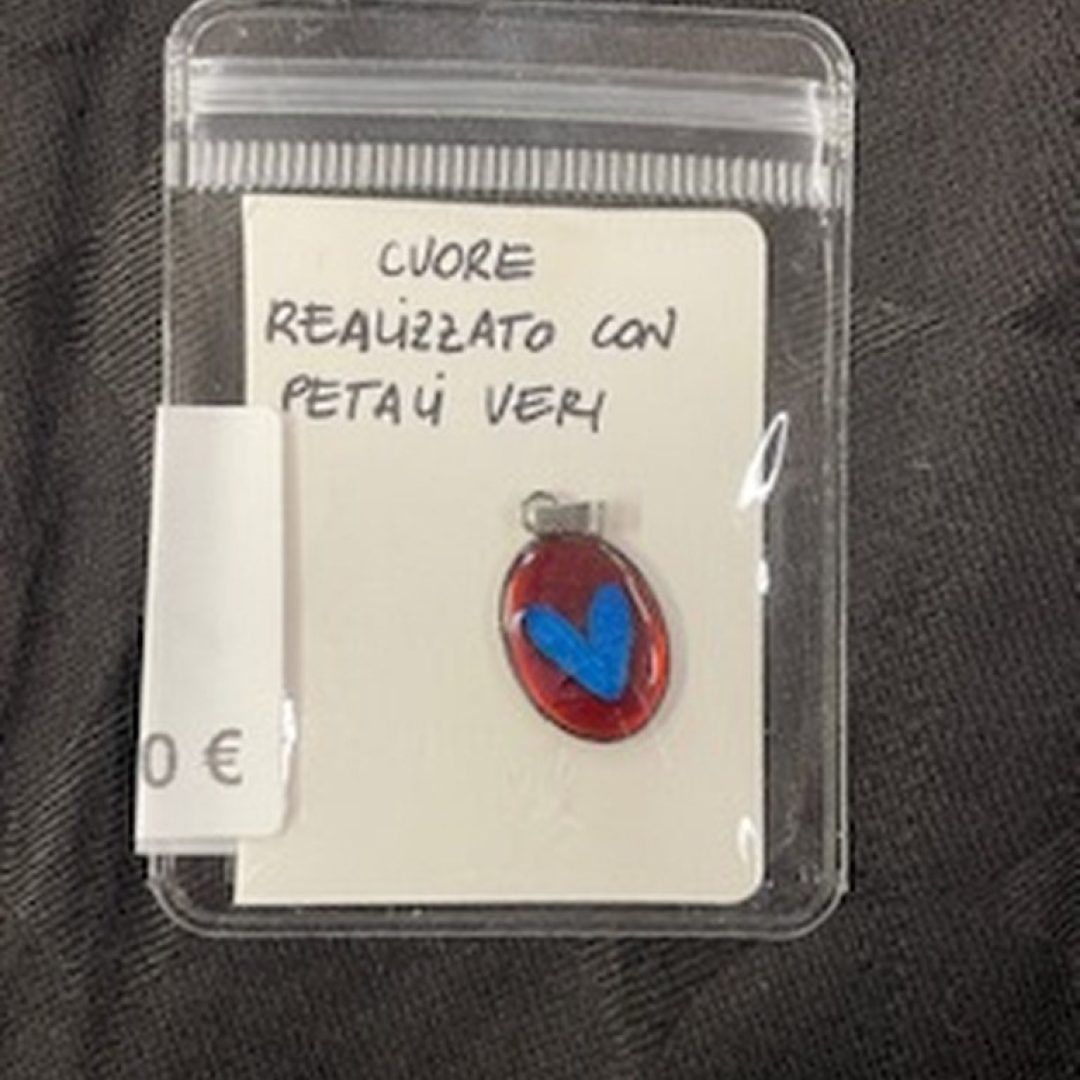 CUORE
REALIZZATO CON
PETALI VERI
0 €